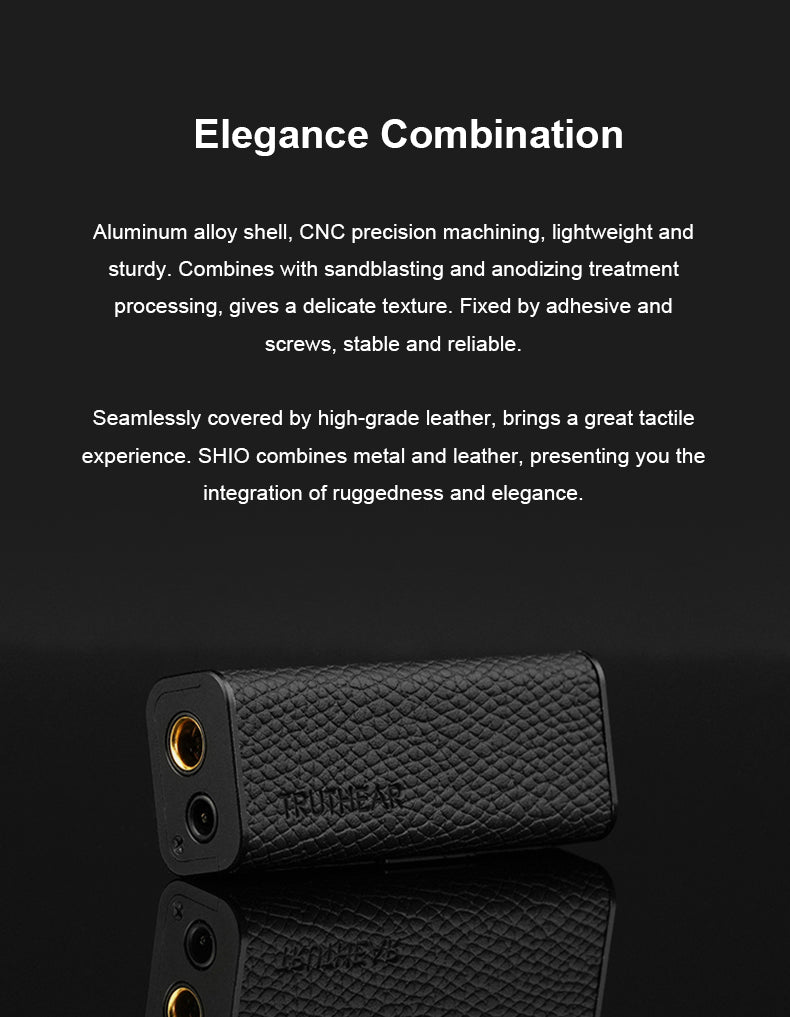 Elegance Combination
Aluminum alloy shell, CNC precision machining, lightweight and
sturdy. Combines with sandblasting and anodizing treatment
processing, gives a delicate texture. Fixed by adhesive and
screws, stable and reliable.
Seamlessly covered by high-grade leather, brings a great tactile
experience. SHIO combines metal and leather, presenting you the
integration of ruggedness and elegance.
TRUTHEAR